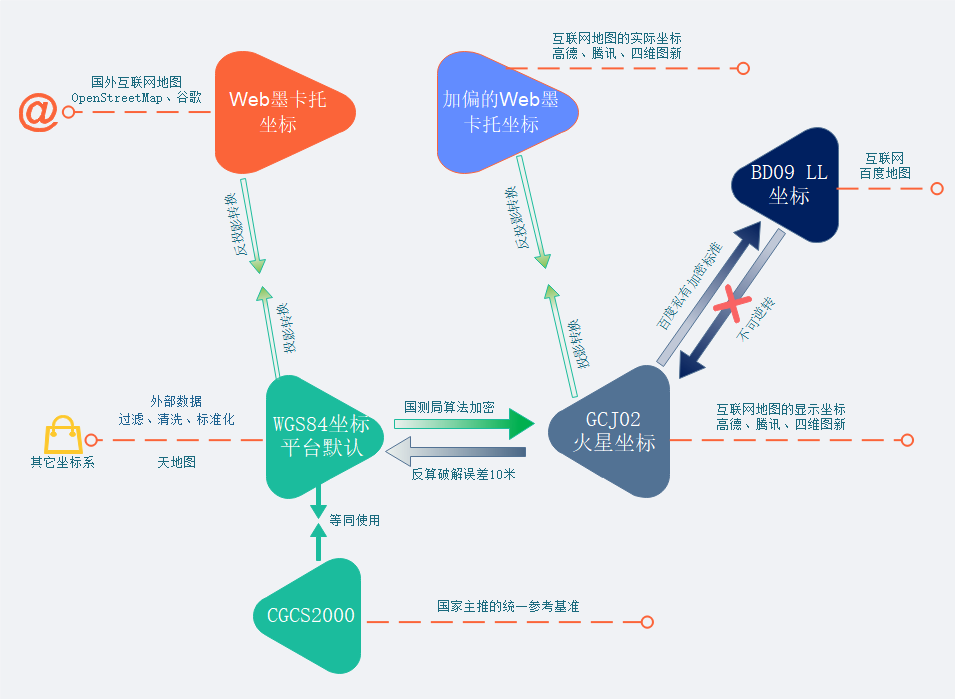 互联网地图的实际坐标
高德、腾讯、四维图新
国外互联网地图
OpenStreetMap、谷歌
@
Web墨卡托
坐标
加偏的Web墨
卡托坐标
BD09 LL
坐标
互联网
百度地图
反投影转换
反投影转换
百度私有加密标准
不可逆转
投影转换
投影转换
外部数据
过滤、清洗、标准化
其它坐标系
天地图
WGS84坐标
平台默认
国测局算法加密
反算破解误差10米
GCJ02
火星坐标
互联网地图的显示坐标
高德、腾讯、四维图新
等同使用
CGCS2000
国家主推的统一参考基准